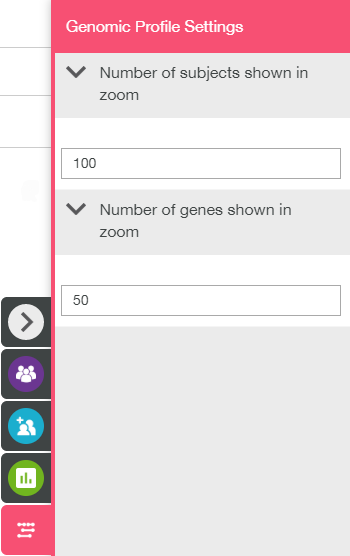 Genomic Profile Settings
Number of subjects shown in
zoom
100
Number of genes shown in
zoom
50